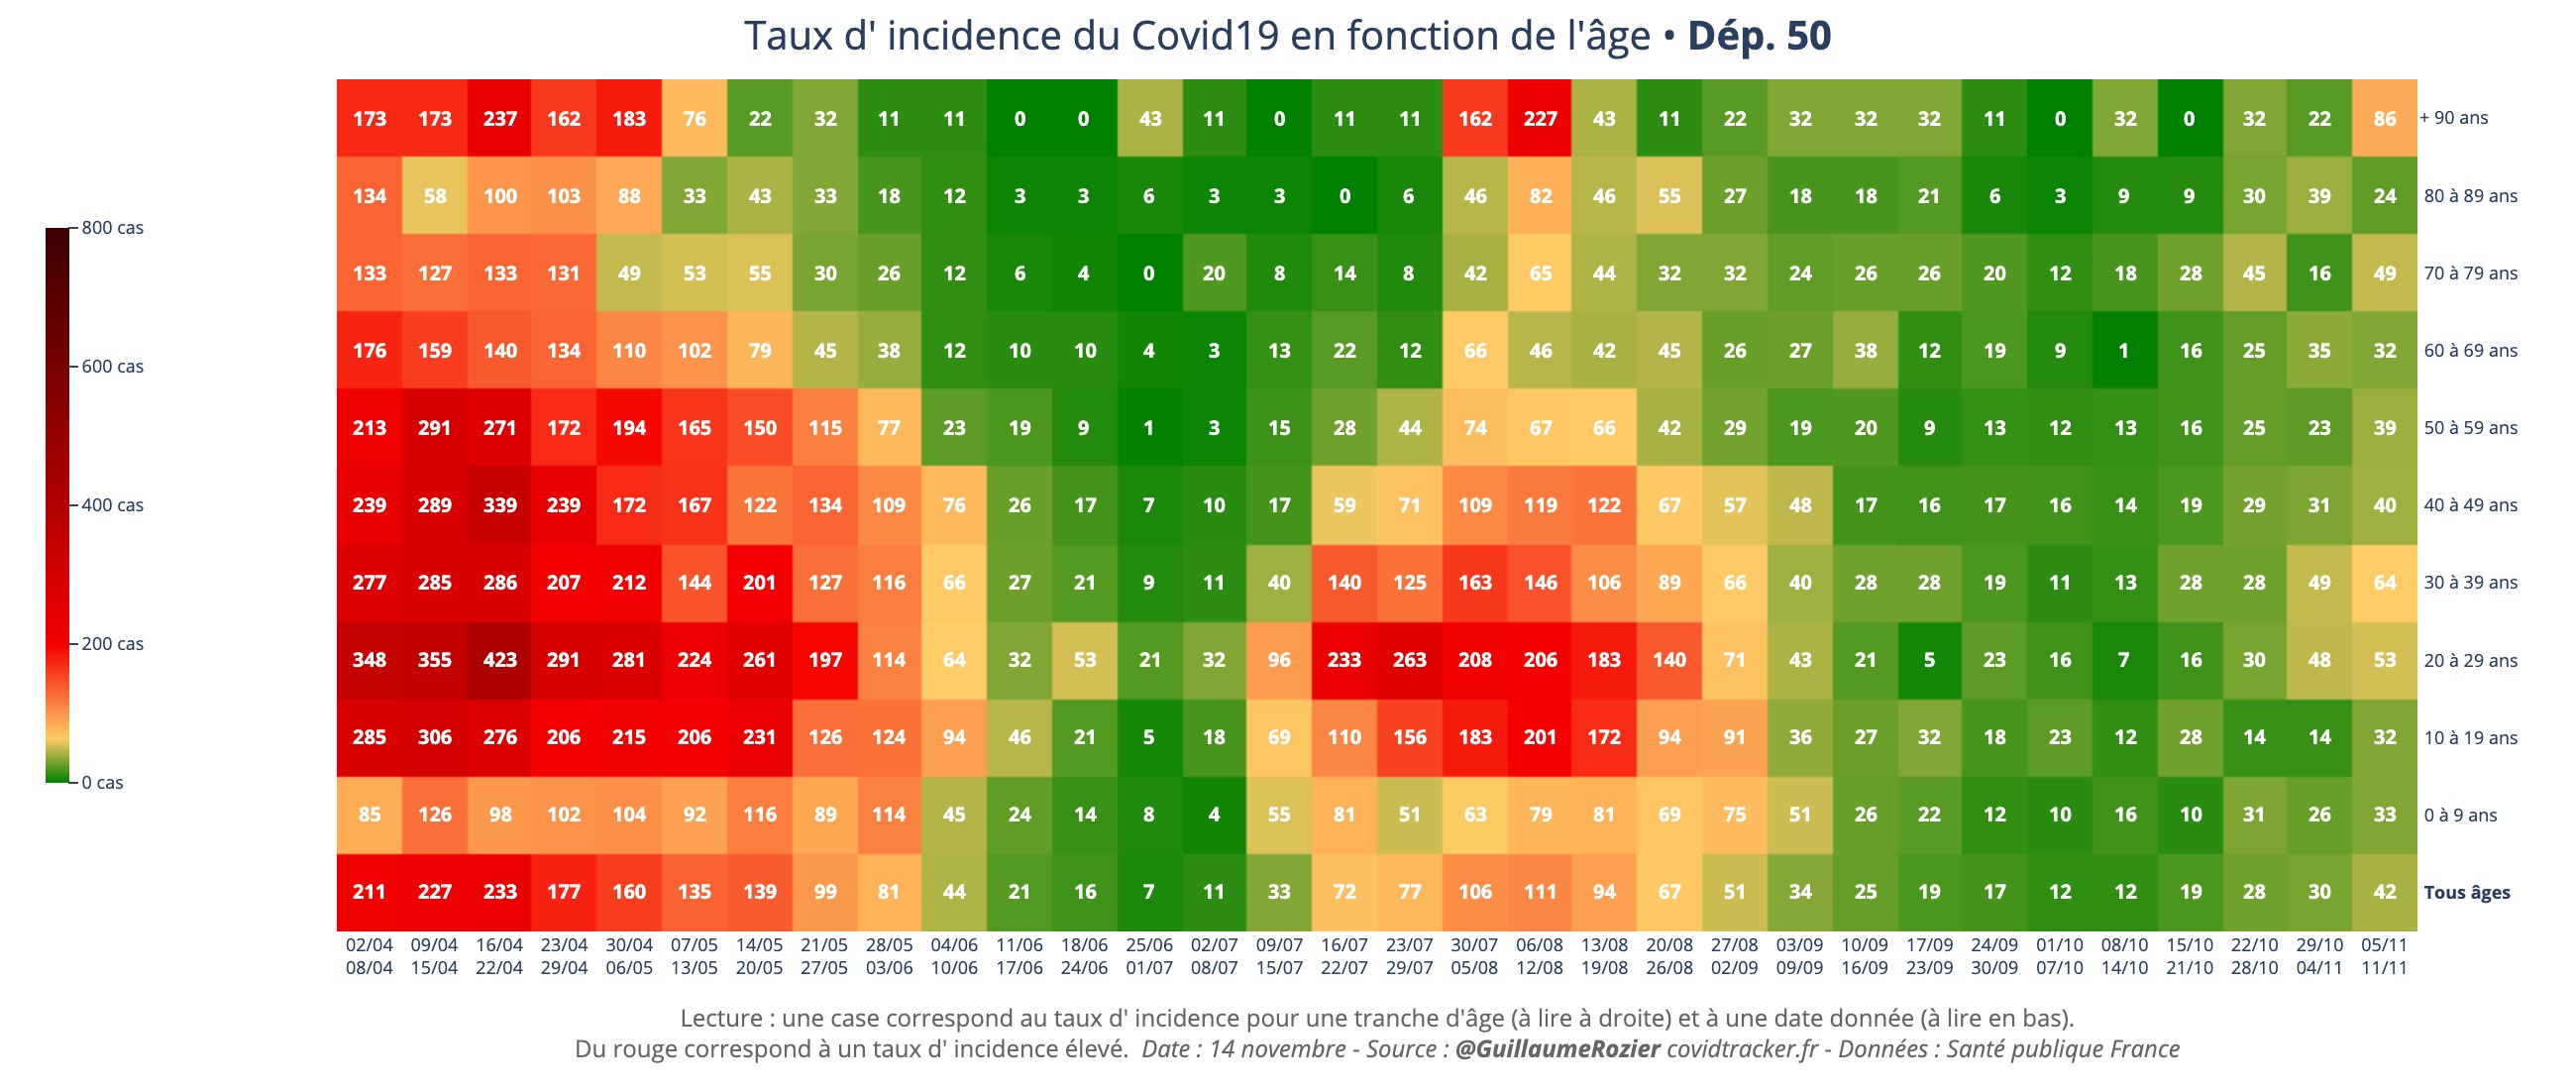 Taux d' incidence du Covid19 en fonction de l'âge • Dép. 50
800 cas
600 cas
400 cas
200 cas
0 cas
173 173 237 162 183 76 22 32 11 11 0 0 43 11 0 11 11 162 227 43 11 22 32 32 32 11 0 32 0 32 22 86 + 90 ans
134 58 100 103 88 33 43 33 18 12 3 3 6 3 3 0 6 46 82 46 55 27 18 18 21 6 3 9 9 30 39 24 80 à 89 ans
133 127 133 131 49 53 55 30 26 12 6 4 0 20 8 14 8 42 65 44 32 32 24 26 26 20 12 18 28 45 16 49 70 à 79 ans
176 159 140 134 110 102 79 45 38 12 10 10 4 3 13 22 12 66 46 42 45 26 27 38 12 19 9 1 16 25 35 32 60 à 69 ans
213 291 271 172 194 165 150 115 77 23 19 9 1 3 15 28 44 74 67 66 42 29 19 20 9 13 12 13 16 25 23 39 50 à 59 ans
239 289 339 239 172 167 122 134 109 76 26 17 7 10 17 59 71 109 119 122 67 57 48 17 16 17 16 14 19 29 31 40 40 à 49 ans
277 285 286 207 212 144 201 127 116 66 27 21 9 11 40 140 125 163 146 106 89 66 40 28 28 19 11 13 28 28 49 64 30 à 39 ans
348 355 423 291 281 224 261 197 114 64 32 53 21 32 96 233 263 208 206 183 140 71 43 21 5 23 16 7 16 30 48 53 20 à 29 ans
285 306 276 206 215 206 231 126 124 94 46 21 5 18 69 110 156 183 201 172 94 91 36 27 32 18 23 12 28 14 14 32 10 à 19 ans
85 126 98 102 104 92 116 89 114 45 24 14 8 4 55 81 51 63 79 81 69 75 51 26 22 12 10 16 10 31 26 33 0 à 9 ans
211 227 233 177 160 135 139 99 81 44 21 16 7 11 33 72 77 106 111 94 67 51 34 25 19 17 12 12 19 28 30 42 Tous âges
02/04 09/04 16/04 23/04 30/04 07/05 14/05 21/05 28/05 04/06 11/06 18/06 25/06 02/07 09/07 16/07 23/07 30/07 06/08 13/08 20/08 27/08 03/09 10/09 17/09 24/09 01/10 08/10 15/10 22/10 29/10 05/11
08/04 15/04 22/04 29/04 06/05 13/05 20/05 27/05 03/06 10/06 17/06 24/06 01/07 08/07 15/07 22/07 29/07 05/08 12/08 19/08 26/08 02/09 09/09 16/09 23/09 30/09 07/10 14/10 21/10 28/10 04/11 11/11
Lecture : une case correspond au taux d' incidence pour une tranche d'âge (à lire à droite) et à une date donnée (à lire en bas).
Du rouge correspond à un taux d' incidence élevé. Date : 14 novembre - Source : @GuillaumeRozier covidtracker.fr - Données : Santé publique France